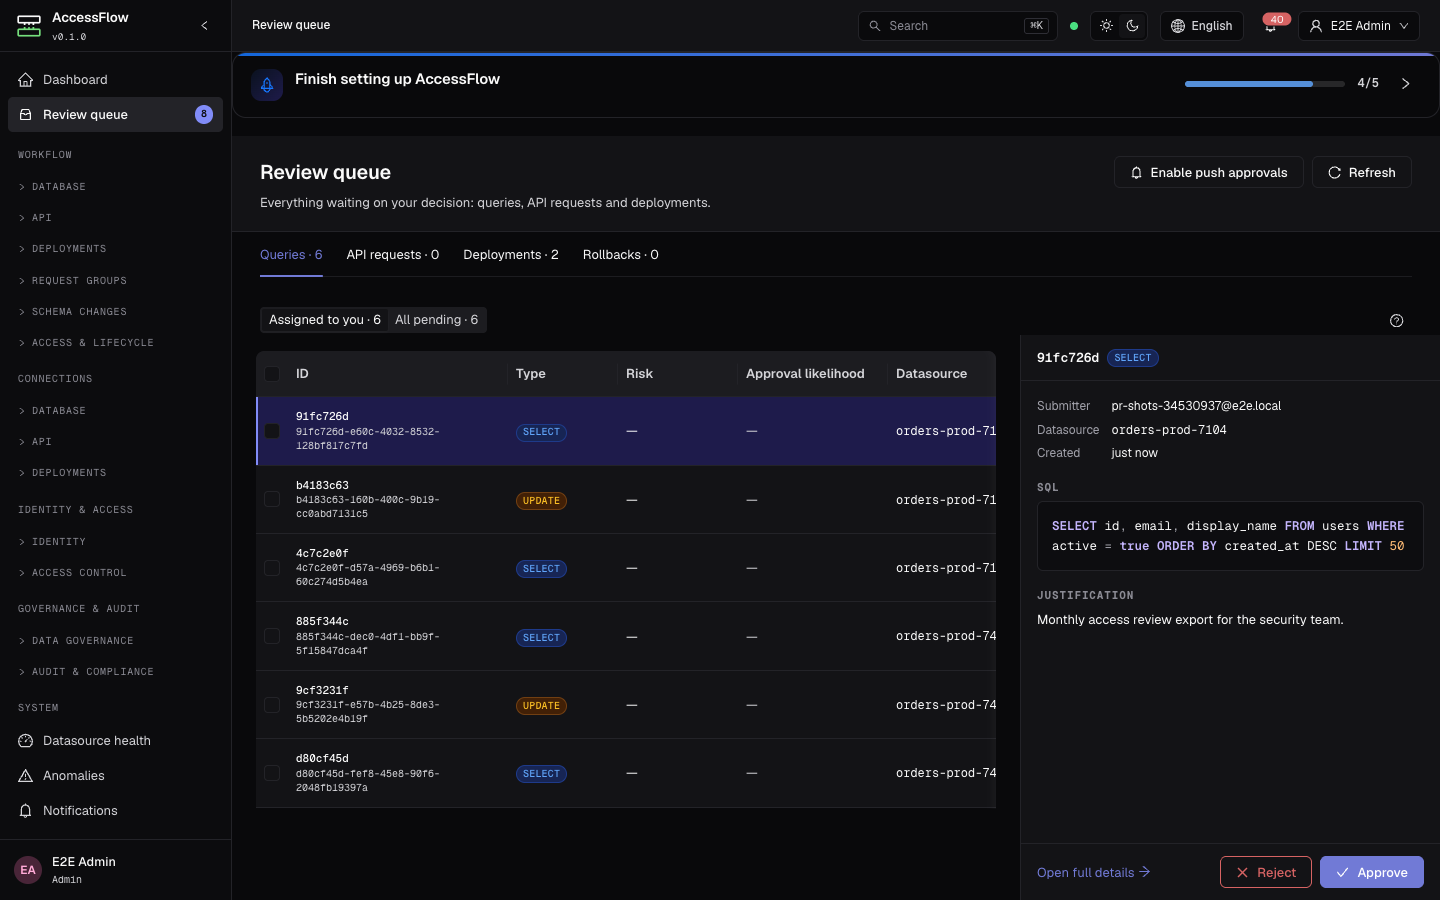 AccessFlow
v0.1.0
Review queue
Search
⌘K
English
40
E2E Admin
Dashboard
Review queue
8
WORKFLOW
DATABASE
API
DEPLOYMENTS
REQUEST GROUPS
SCHEMA CHANGES
ACCESS & LIFECYCLE
CONNECTIONS
DATABASE
API
DEPLOYMENTS
IDENTITY & ACCESS
IDENTITY
ACCESS CONTROL
GOVERNANCE & AUDIT
DATA GOVERNANCE
AUDIT & COMPLIANCE
SYSTEM
Datasource health
Anomalies
Notifications
EA
E2E Admin
Admin
Finish setting up AccessFlow
4/5
Review queue
Everything waiting on your decision: queries, API requests and deployments.
Enable push approvals
Refresh
Queries · 6
API requests · 0
Deployments · 2
Rollbacks · 0
Assigned to you · 6
All pending · 6
ID
Type
Risk
Approval likelihood
Datasource
91fc726d
91fc726d-e60c-4032-8532-
128bf817c7fd
SELECT
—
—
orders-prod-71
b4183c63
b4183c63-160b-400c-9b19-
cc0abd7131c5
UPDATE
—
—
orders-prod-71
4c7c2e0f
4c7c2e0f-d57a-4969-b6b1-
60c274d5b4ea
SELECT
—
—
orders-prod-71
885f344c
885f344c-dec0-4df1-bb9f-
5f15847dca4f
SELECT
—
—
orders-prod-74
9cf3231f
9cf3231f-e57b-4b25-8de3-
5b5202e4b19f
UPDATE
—
—
orders-prod-74
d80cf45d
d80cf45d-fef8-45e8-90f6-
2048fb19397a
SELECT
—
—
orders-prod-74
91fc726d
SELECT
Submitter
pr-shots-34530937@e2e.local
Datasource
orders-prod-7104
Created
just now
SQL
SELECT id, email, display_name FROM users WHERE
active = true ORDER BY created_at DESC LIMIT 50
JUSTIFICATION
Monthly access review export for the security team.
Open full details
Reject
Approve